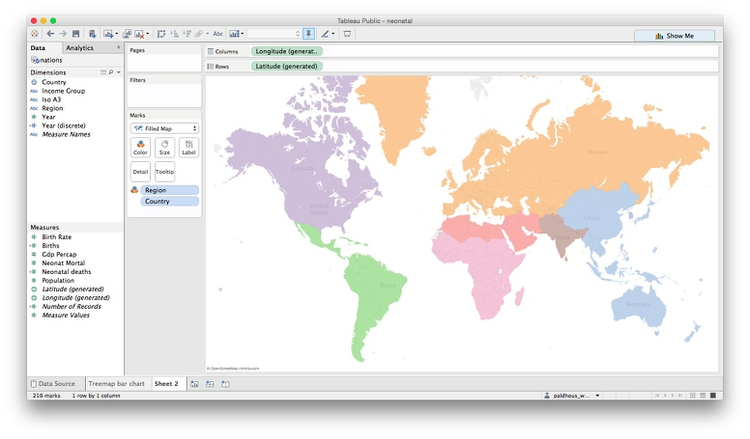 Tableau Public - neonatal
Abc
Show Me
Data
Analytics
Pages
Columns
Longitude (generat..
nations
Rows
Latitude (generated)
Dimensions
Filters
Country
Abc Income Group
Abc Iso A3
Abc Region
Year
Year (discrete)
Abc Measure Names
Marks
Filled Map
Color
Size
Label
Detail
Tooltip
Region
Country
Canada
United
States
Brazil
Russia
China
India
Australia
Measures
Birth Rate
Births
Gdp Percap
Neonat Mortal
Neonatal deaths
Population
Latitude (generated)
Longitude (generated)
Number of Records
Measure Values
© OpenStreetMap contributors
Data Source
Treemap bar chart
Sheet 2
210 marks
1 row by 1 column
paldhous_w...